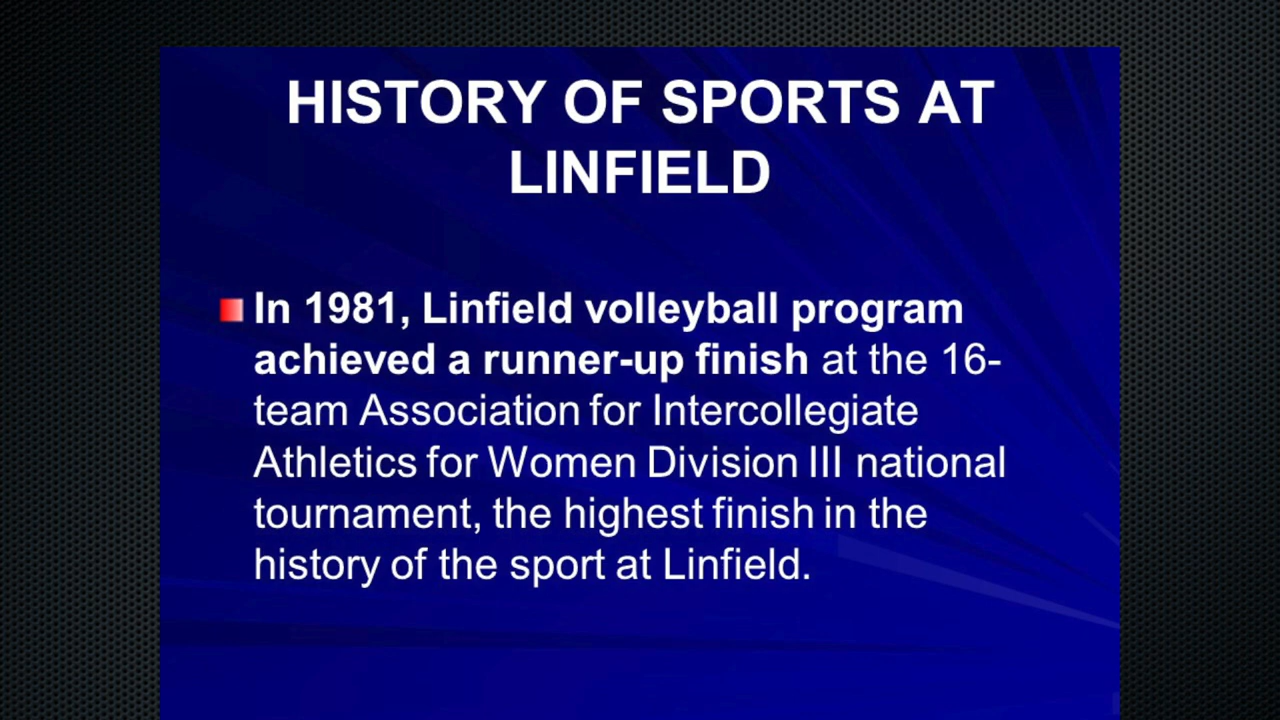 HISTORY OF SPORTS AT
LINFIELD
In 1981, Linfield volleyball program
achieved a runner-up finish at the 16-
team Association for Intercollegiate
Athletics for Women Division III national
tournament, the highest finish in the
history of the sport at Linfield.